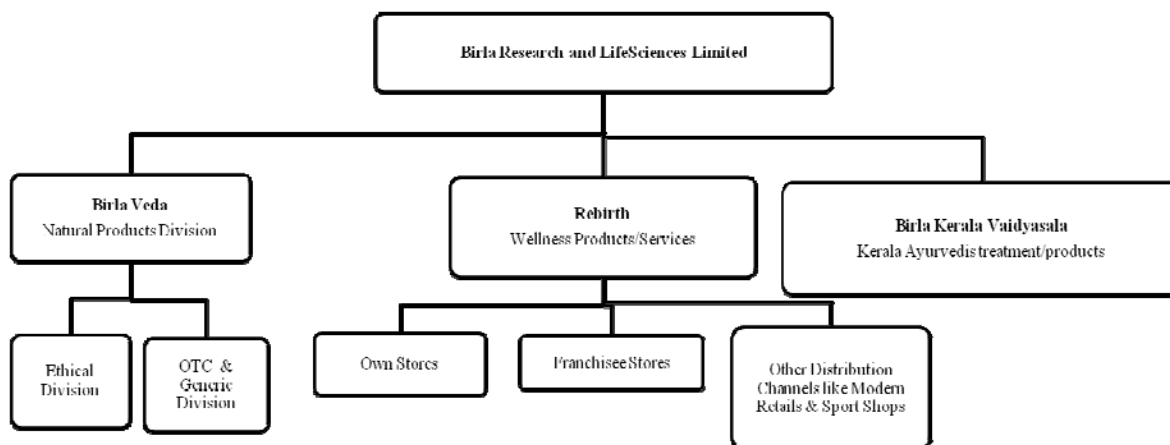 Birla Research and LifeSciences Limited
Birla Veda
Natural Products Division
Rebirth
Wellness Products/Services
Birla Kerala Vaidyasala
Kerala Ayurvedis treatment/products
Ethical
Division
OTC &
Generic
Division
Own Stores
Franchisee Stores
Other Distribution
Channels like Modern
Retails & Sport Shops